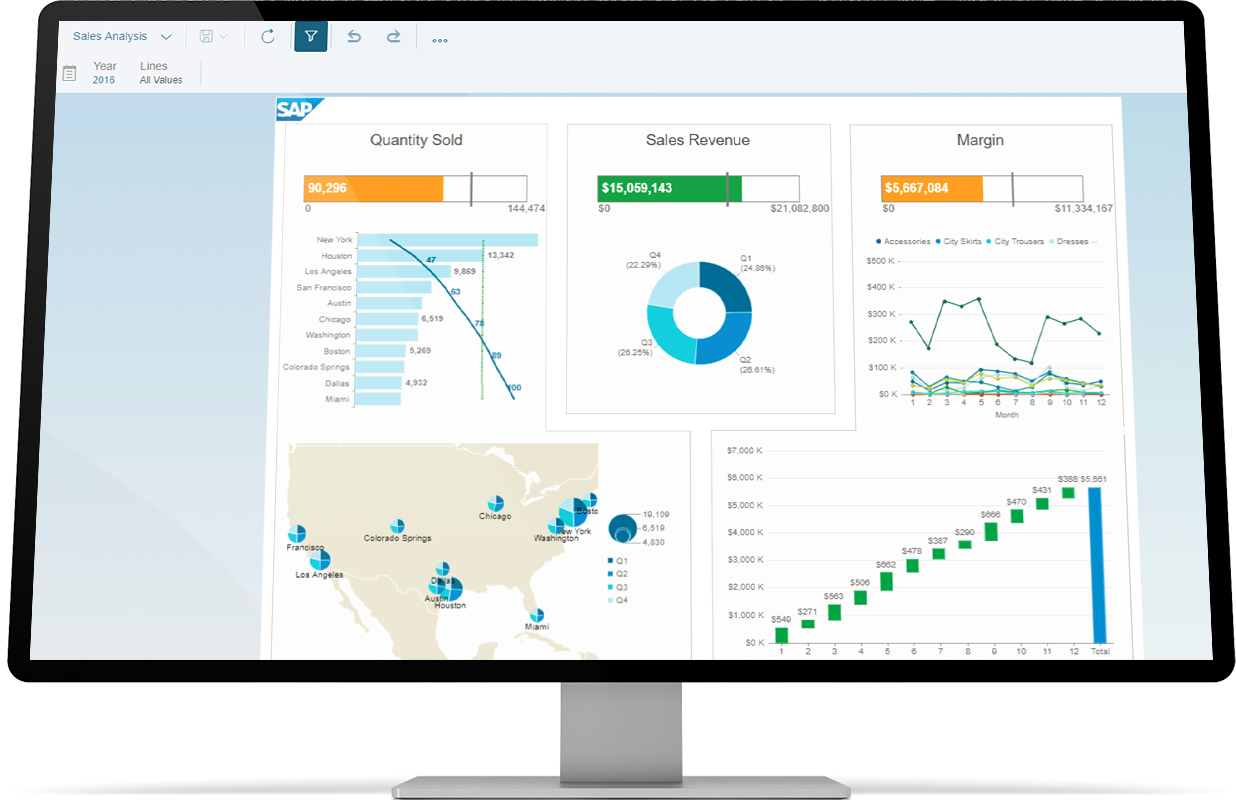 Sales Analysis
Year
2016
Lines
All Values
SAP
Quantity Sold
90,296
0
144,474
New York
Houston
Los Angeles
San Francisco
Austin
Chicago
Washington
Boston
Colorado Springs
Dallas
Miami
13,342
9,869
6,519
5,269
4,932
47
63
78
89
100
Sales Revenue
$15,059,143
$0
$21,082,800
Q4
(22.29%)
Q1
(24.86%)
Q3
(26.25%)
Q2
(26.61%)
Margin
$5,667,084
$0
$11,334,167
Accessories City Skirts City Trousers Dresses ...
$500 K
$400 K
$300 K
$200 K
$100 K
$0 K
1 2 3 4 5 6 7 8 9 10 11 12
Month
Chicago
Boston
New York
Washington
Colorado Springs
Francisco
Los Angeles
Dallas
Austin
Houston
Miami
19,109
6,519
4,830
Q1
Q2
Q3
Q4
$7,000 K
$6,000 K
$5,000 K
$4,000 K
$3,000 K
$2,000 K
$1,000 K
$0 K
$549
$271
$563
$506
$662
$478
$387
$290
$666
$470
$431
$388
$5,661
1 2 3 4 5 6 7 8 9 10 11 12 Total